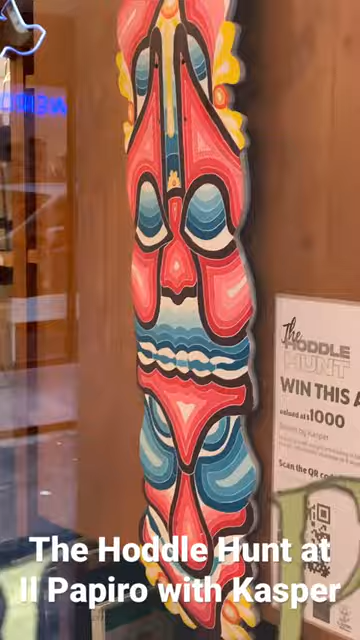 The
HODDLE
HUNT
WIN THIS A
valued at $1000
Scan the QR cod
The Hoddle Hunt at
Il Papiro with Kasper